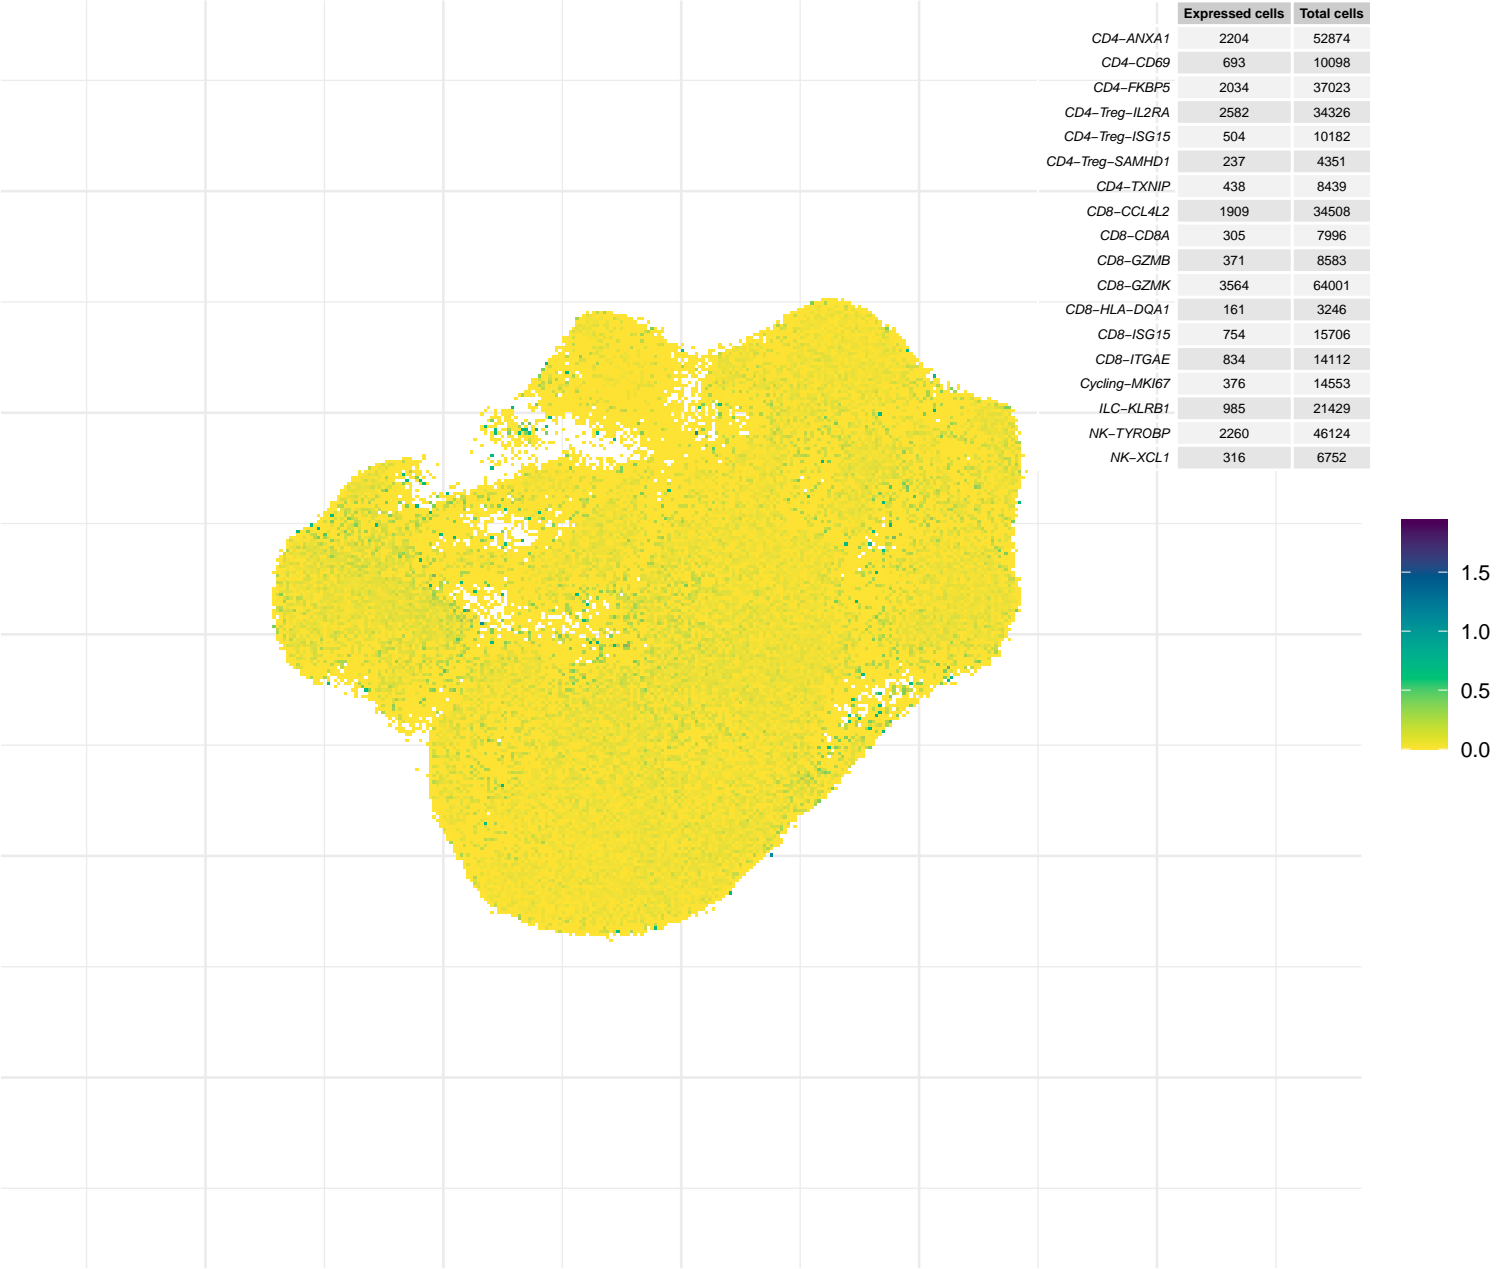 Expressed cells Total cells
CD4−ANXA1 2204 52874
CD4−CD69 693 10098
CD4−FKBP5 2034 37023
CD4−Treg−IL2RA 2582 34326
CD4−Treg−ISG15 504 10182
CD4−Treg−SAMHD1 237 4351
CD4−TXNIP 438 8439
CD8−CCL4L2 1909 34508
CD8−CD8A 305 7996
CD8−GZMB 371 8583
CD8−GZMK 3564 64001
CD8−HLA−DQA1 161 3246
CD8−ISG15 754 15706
CD8−ITGAE 834 14112
Cycling−MKI67 376 14553
ILC−KLRB1 985 21429
NK−TYROBP 2260 46124
NK−XCL1 316 6752
1.5
1.0
0.5
0.0